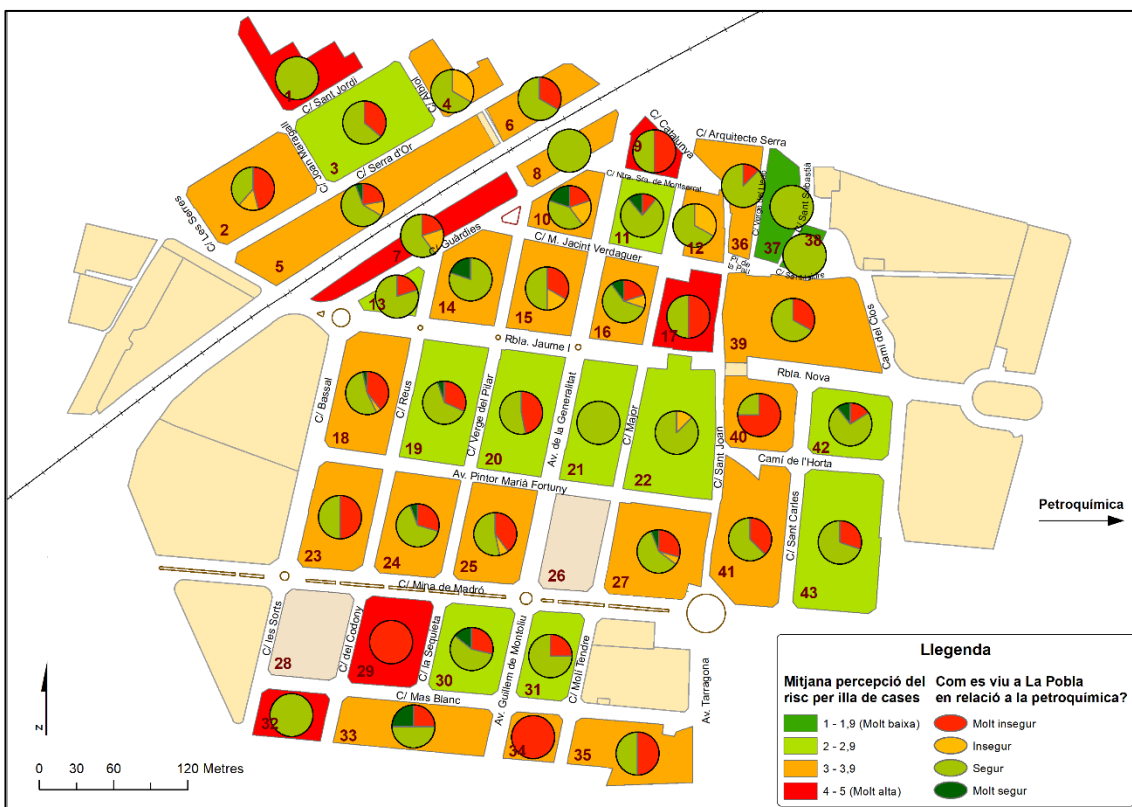 1
C/ Sant Jordi
C/ Albiol
4
6
C/ Joan Maragall
3
C/ Serra d'Or
2
C/ Les Serres
5
8
9
C/ Catalunya
C/ Arquitecte Serra
C/ Ntra. Sra. de Montserrat
10
11
12
36
37
38
C/ Sant Sebastià
Pl. de
la Pau
7
C/ Guàrdies
C/ M. Jacint Verdaguer
13
14
15
16
17
39
Camí del Clos
Rbla. Jaume I
Rbla. Nova
C/ Bassal
18
C/ Reus
19
C/ Verge del Pilar
20
Av. de la Generalitat
21
C/ Major
22
C/ Sant Joan
40
42
Camí de l'Horta
Av. Pintor Marià Fortuny
23
24
25
26
27
41
C/ Sant Carles
43
Petroquímica
C/ Mina de Madró
C/ les Sorts
28
C/ del Codony
29
C/ la Sequieta
30
Av. Guillem de Montoliu
31
C/ Molí Tendre
Av. Tarragona
C/ Mas Blanc
32
33
34
35
N
0 30 60 120 Metres
Llegenda
Mitjana percepció del
risc per illa de cases
1 - 1,9 (Molt baixa)
2 - 2,9
3 - 3,9
4 - 5 (Molt alta)
Com es viu a La Pobla
en relació a la petroquímica?
Molt insegur
Insegur
Segur
Molt segur